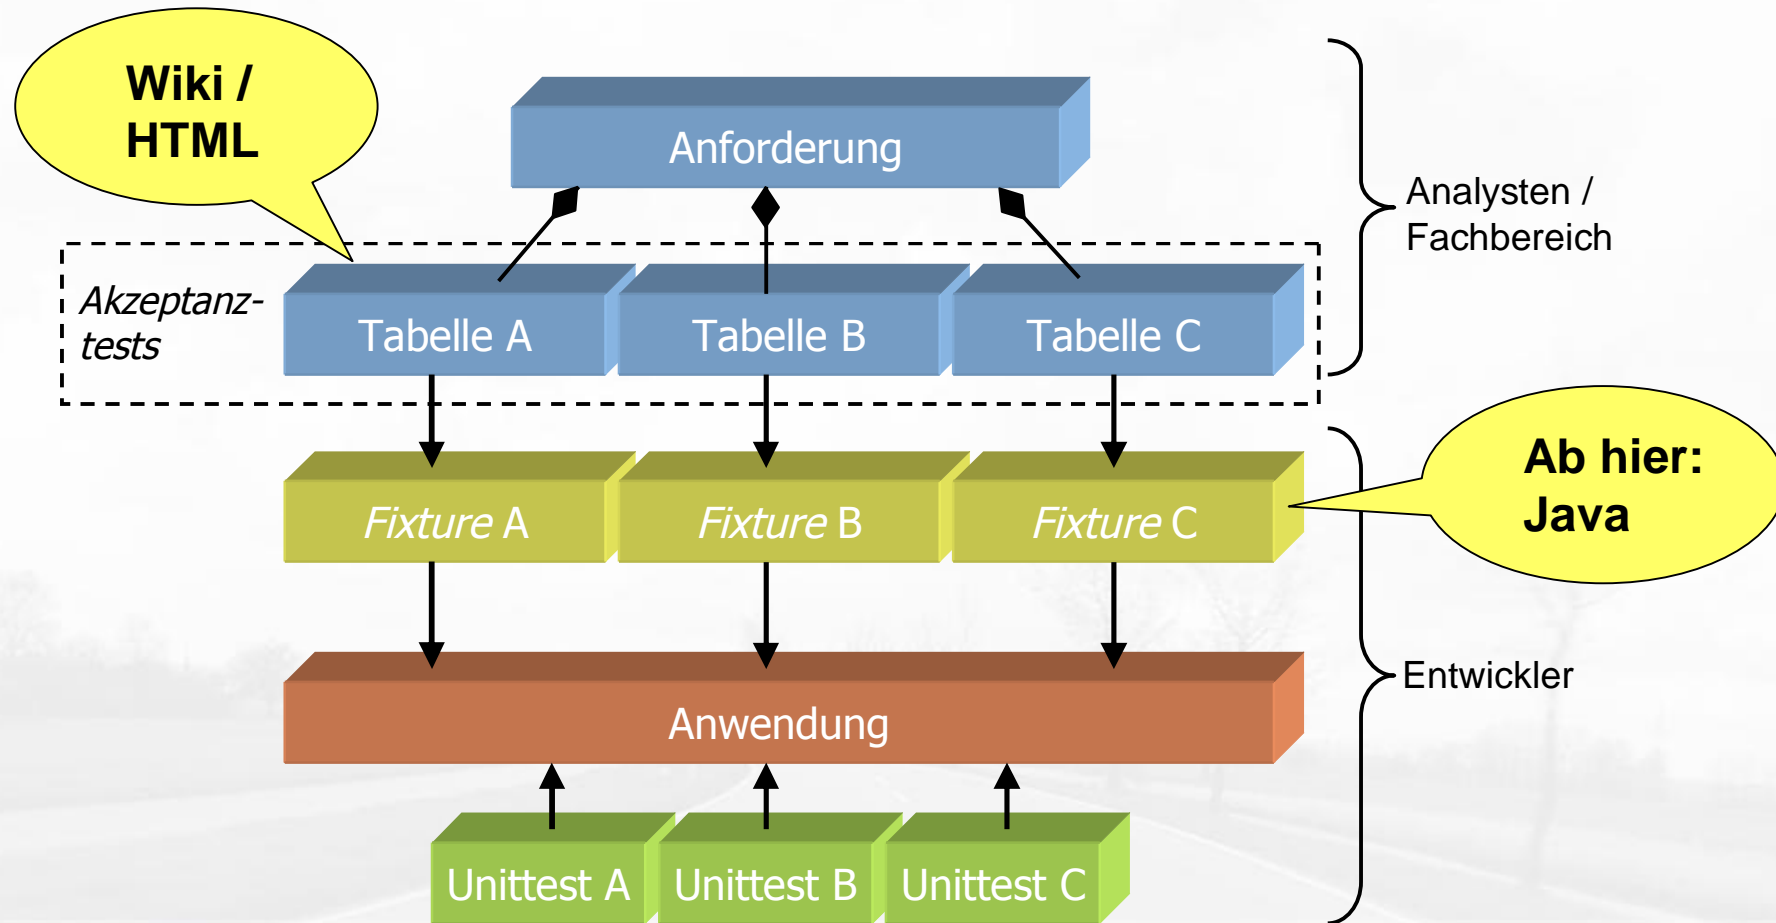 Wiki /
HTML
Anforderung
Analysten /
Fachbereich
Akzeptanz-
tests
Tabelle A
Tabelle B
Tabelle C
Fixture A
Fixture B
Fixture C
Ab hier:
Java
Entwickler
Anwendung
Unittest A
Unittest B
Unittest C